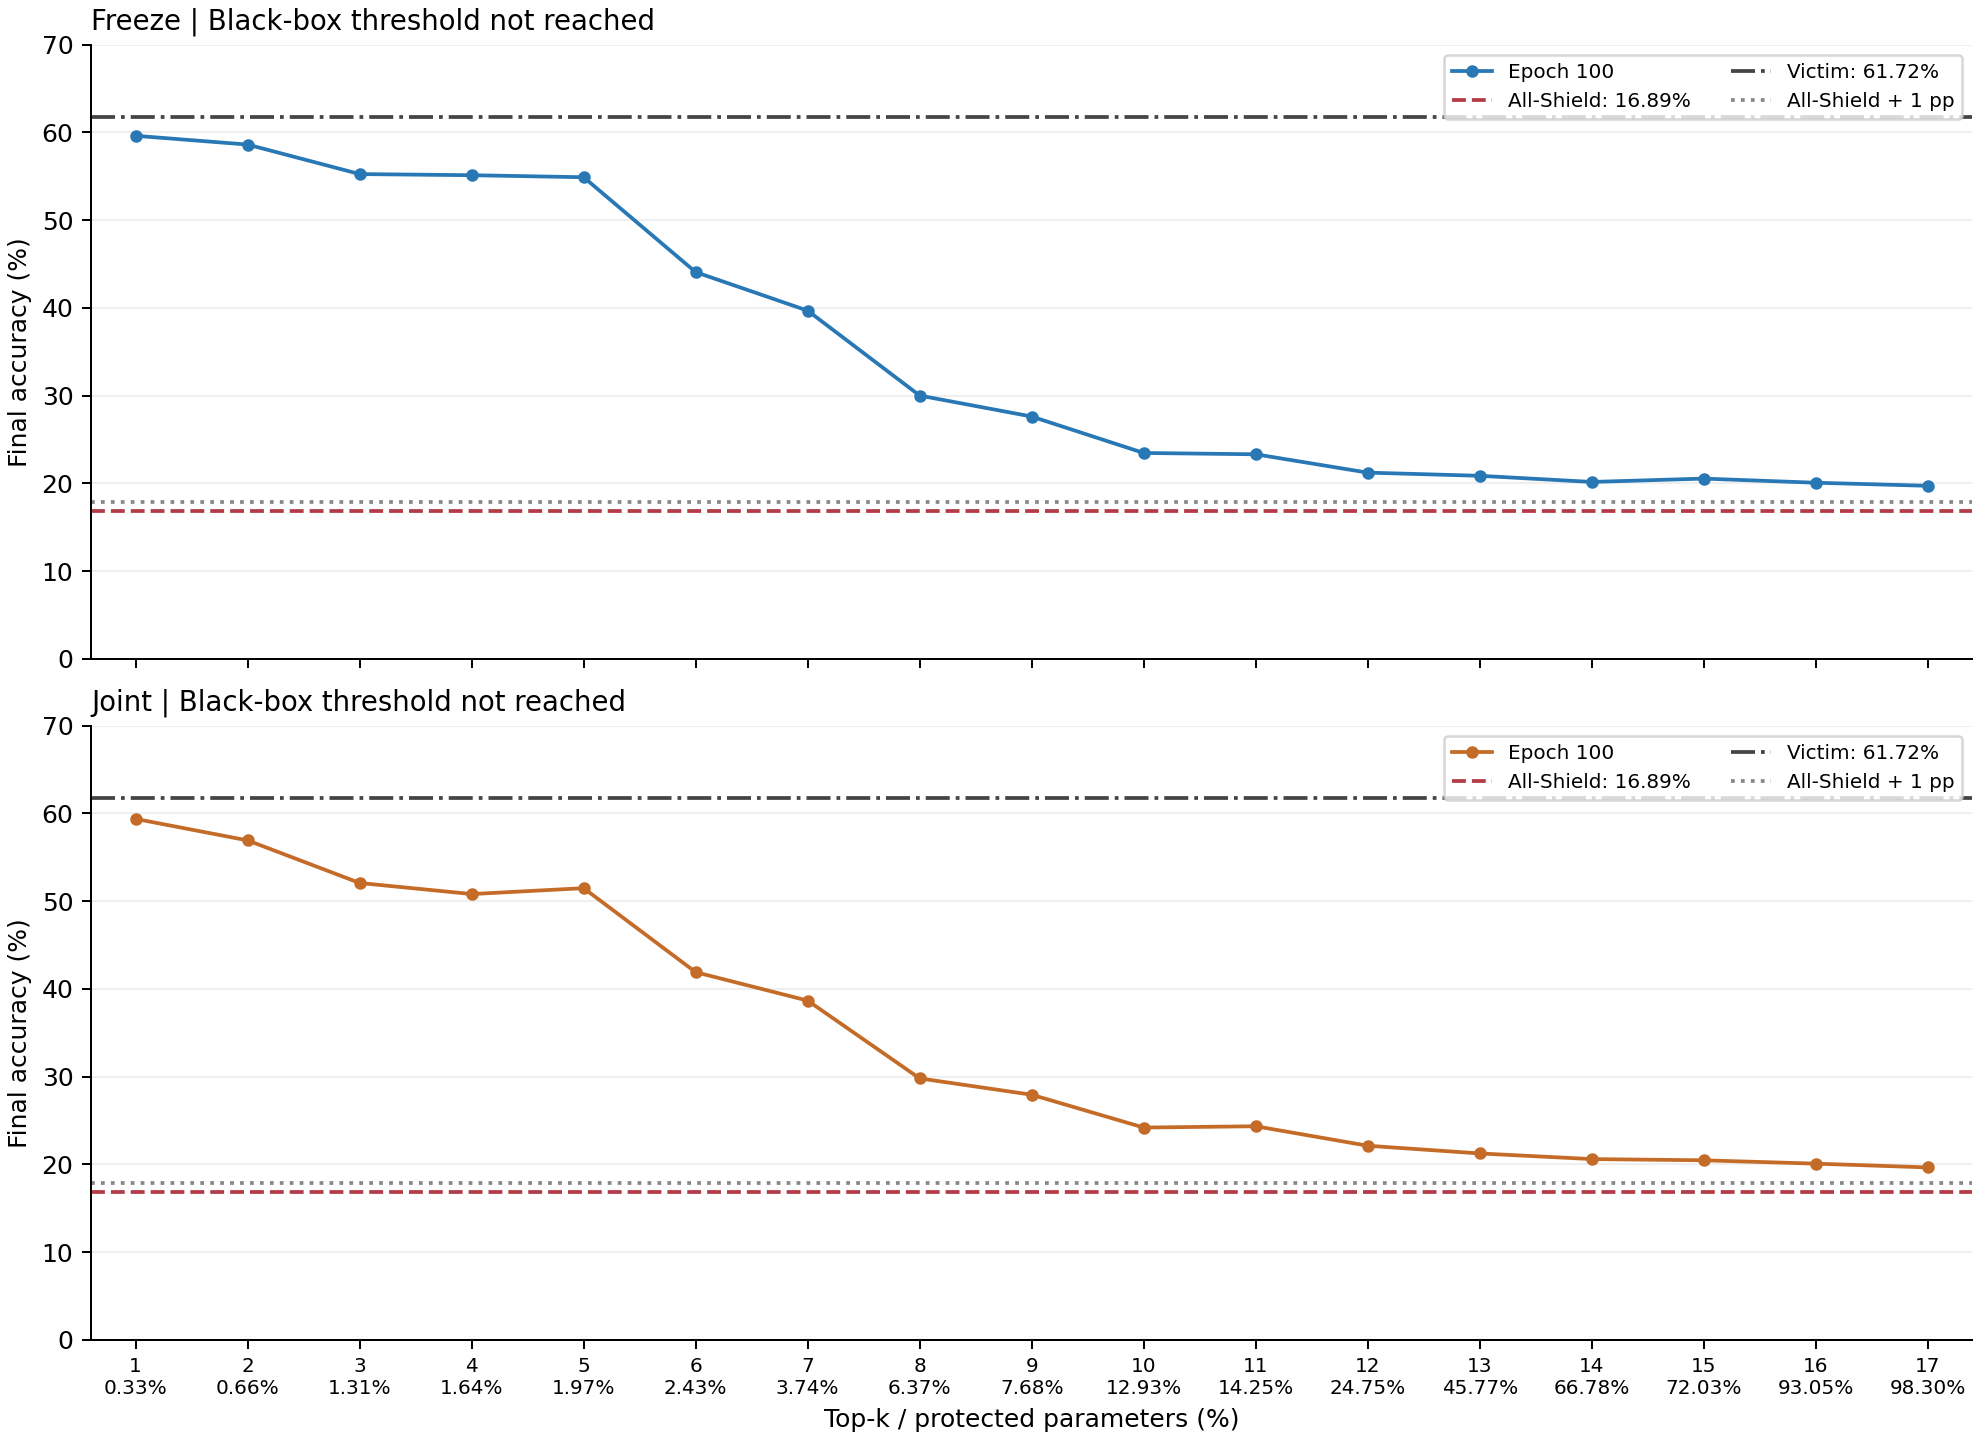 Freeze | Black-box threshold not reached
70
60
50
40
30
20
10
0
Final accuracy (%)
Epoch 100
All-Shield: 16.89%
Victim: 61.72%
All-Shield + 1 pp
Joint | Black-box threshold not reached
70
60
50
40
30
20
10
0
Final accuracy (%)
Epoch 100
All-Shield: 16.89%
Victim: 61.72%
All-Shield + 1 pp
1 2 3 4 5 6 7 8 9 10 11 12 13 14 15 16 17
0.33% 0.66% 1.31% 1.64% 1.97% 2.43% 3.74% 6.37% 7.68% 12.93% 14.25% 24.75% 45.77% 66.78% 72.03% 93.05% 98.30%
Top-k / protected parameters (%)